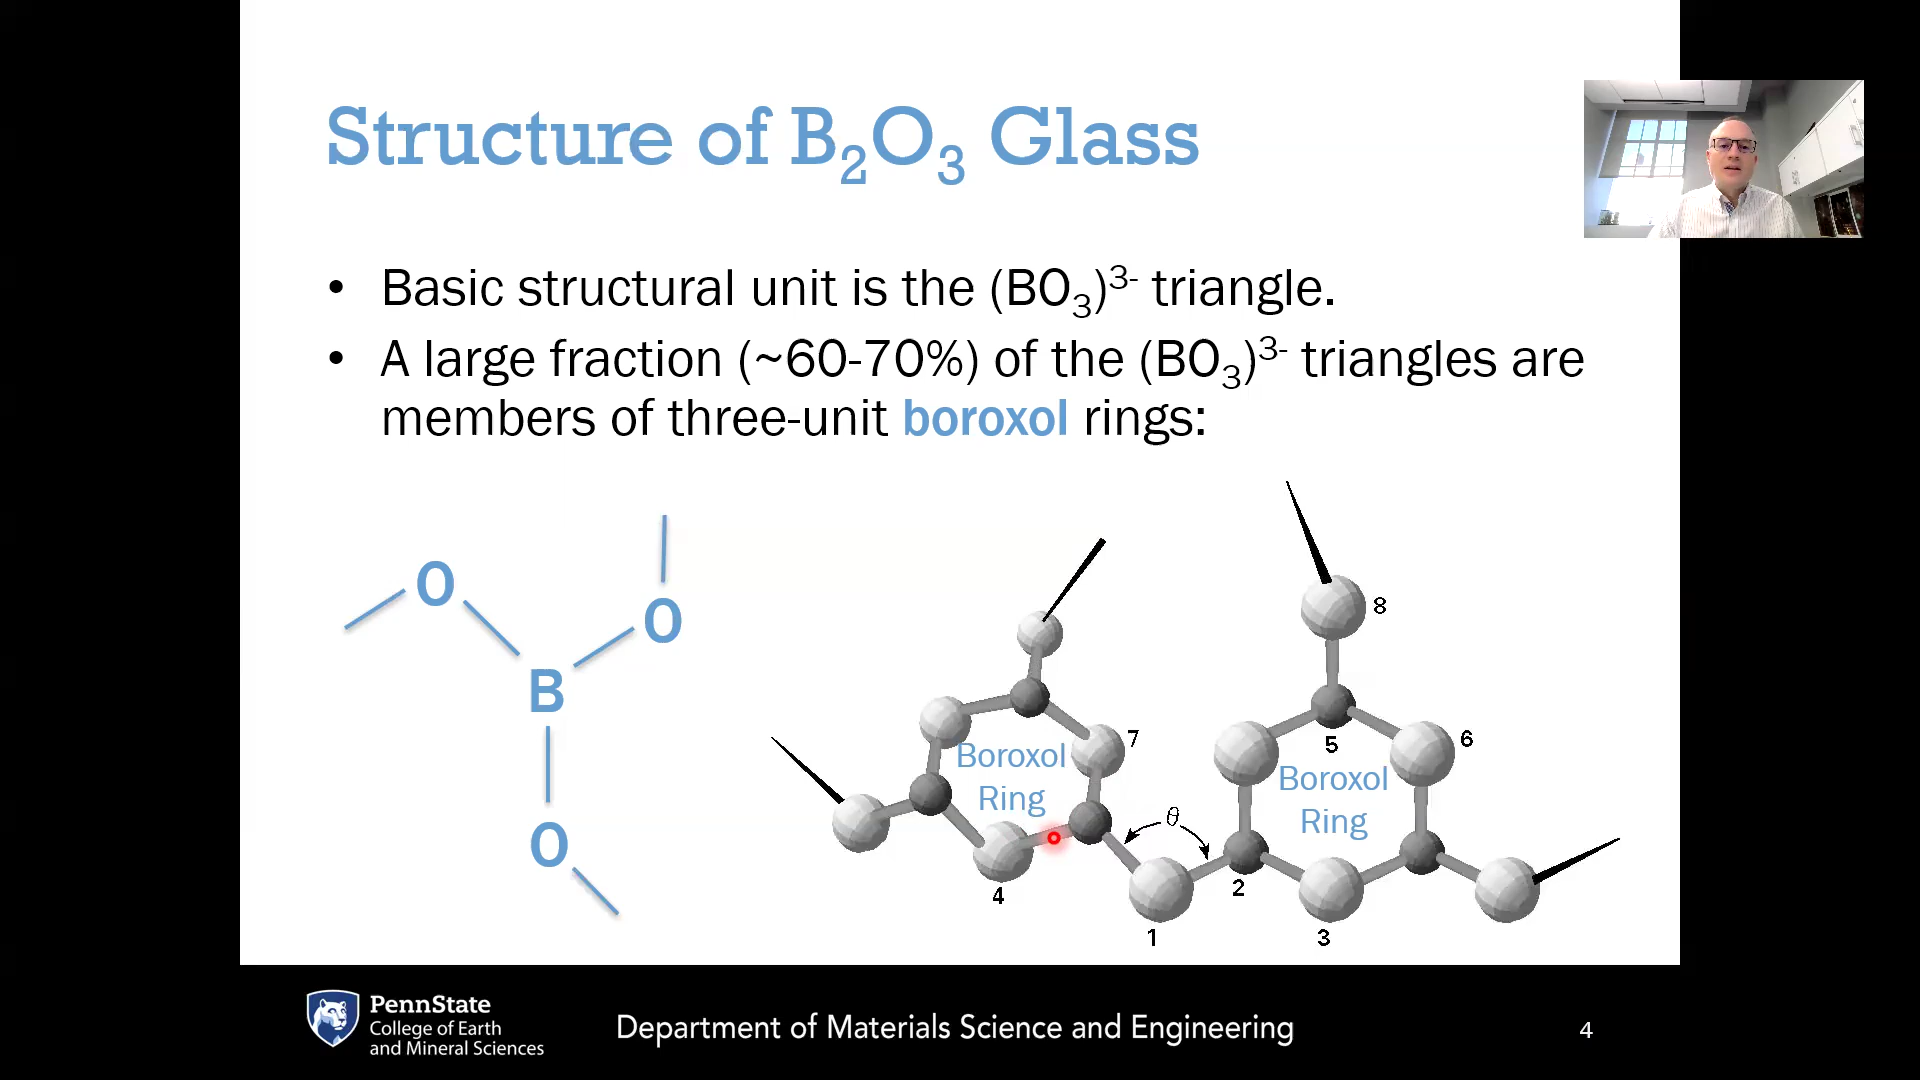 Structure of B₂O₃ Glass
• Basic structural unit is the (BO₃)³⁻ triangle.
• A large fraction (~60-70%) of the (BO₃)³⁻ triangles are
members of three-unit boroxol rings:
O
O
B
O
8
7
5
6
Boroxol
Ring
Boroxol
Ring
θ
4
2
1
3
PennState
College of Earth
and Mineral Sciences
Department of Materials Science and Engineering
4